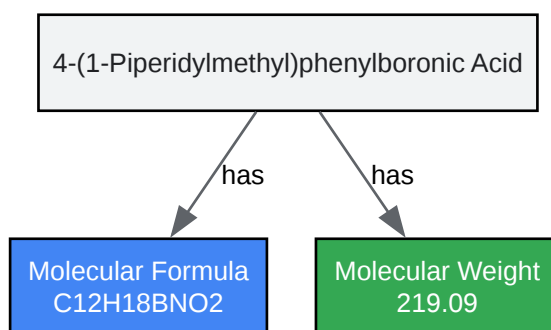 4-(1-Piperidylmethyl)phenylboronic Acid
has
has
Molecular Formula
C12H18BNO2
Molecular Weight
219.09